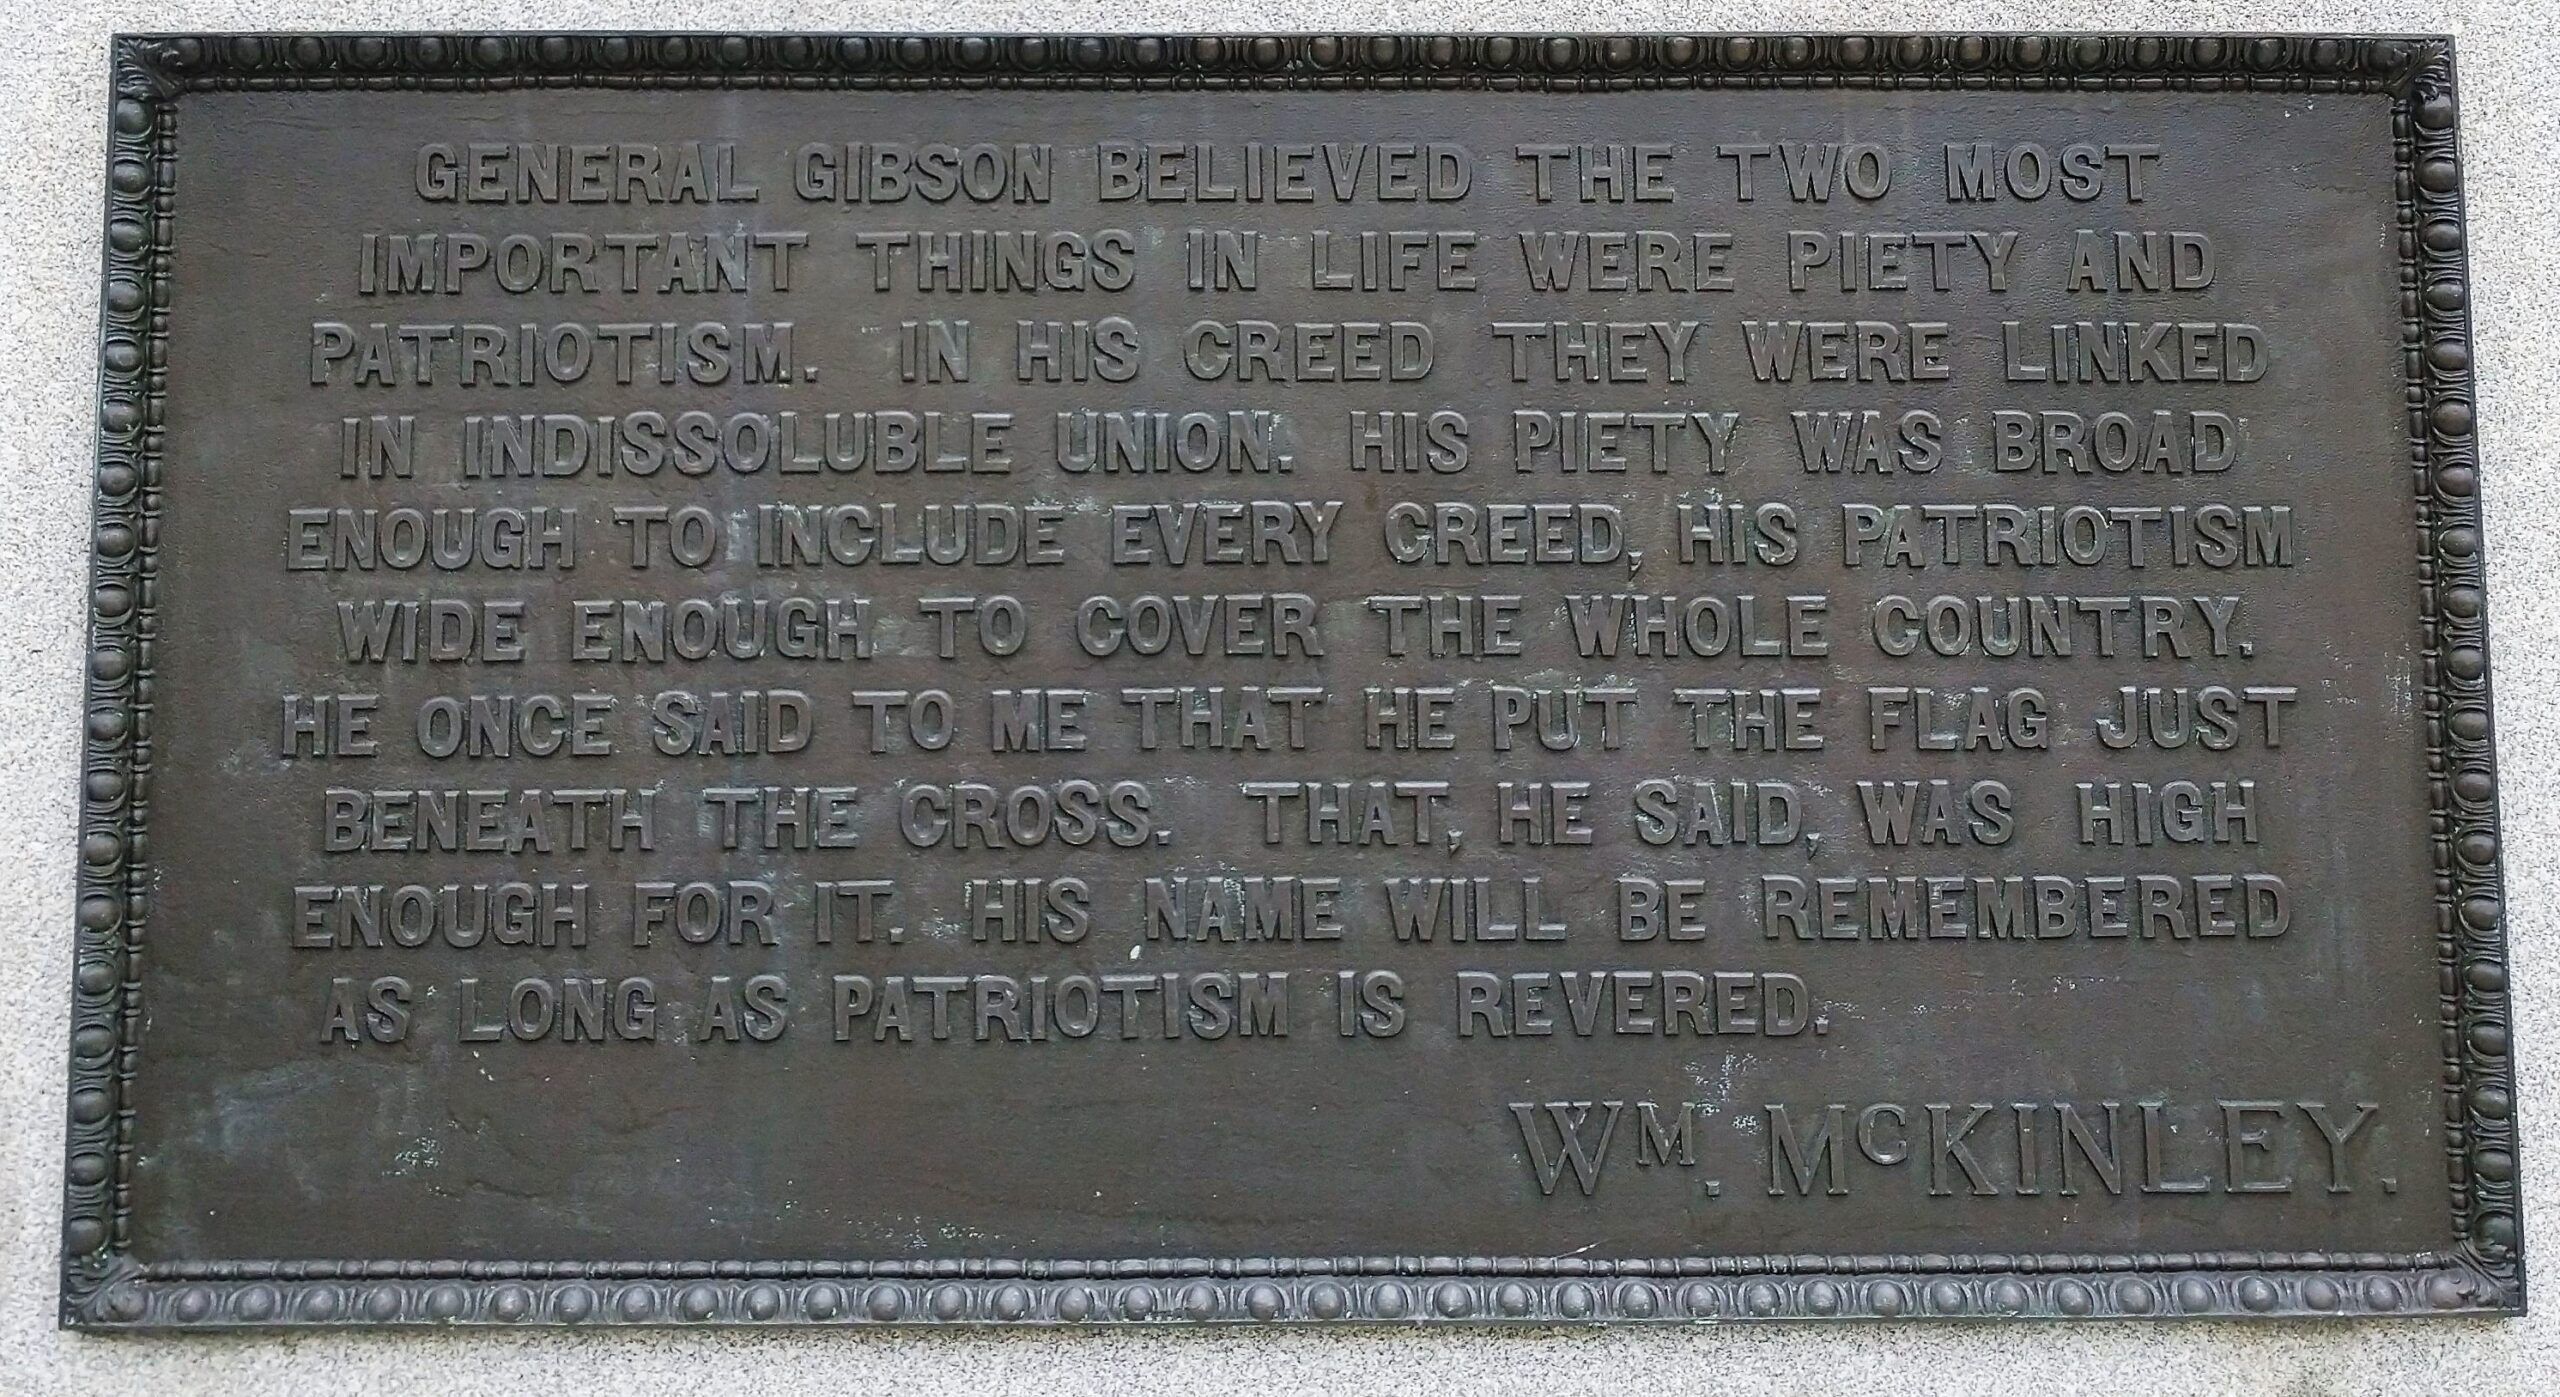 GENERAL GIBSON BELIEVED THE TWO MOST
IMPORTANT THINGS IN LIFE WERE PIETY AND
PATRIOTISM. IN HIS CREED THEY WERE LINKED
IN INDISSOLUBLE UNION. HIS PIETY WAS BROAD
ENOUGH TO INCLUDE EVERY CREED, HIS PATRIOTISM
WIDE ENOUGH TO COVER THE WHOLE COUNTRY.
HE ONCE SAID TO ME THAT HE PUT THE FLAG JUST
BENEATH THE CROSS. THAT, HE SAID, WAS HIGH
ENOUGH FOR IT. HIS NAME WILL BE REMEMBERED
AS LONG AS PATRIOTISM IS REVERED.
WM. MCKINLEY.